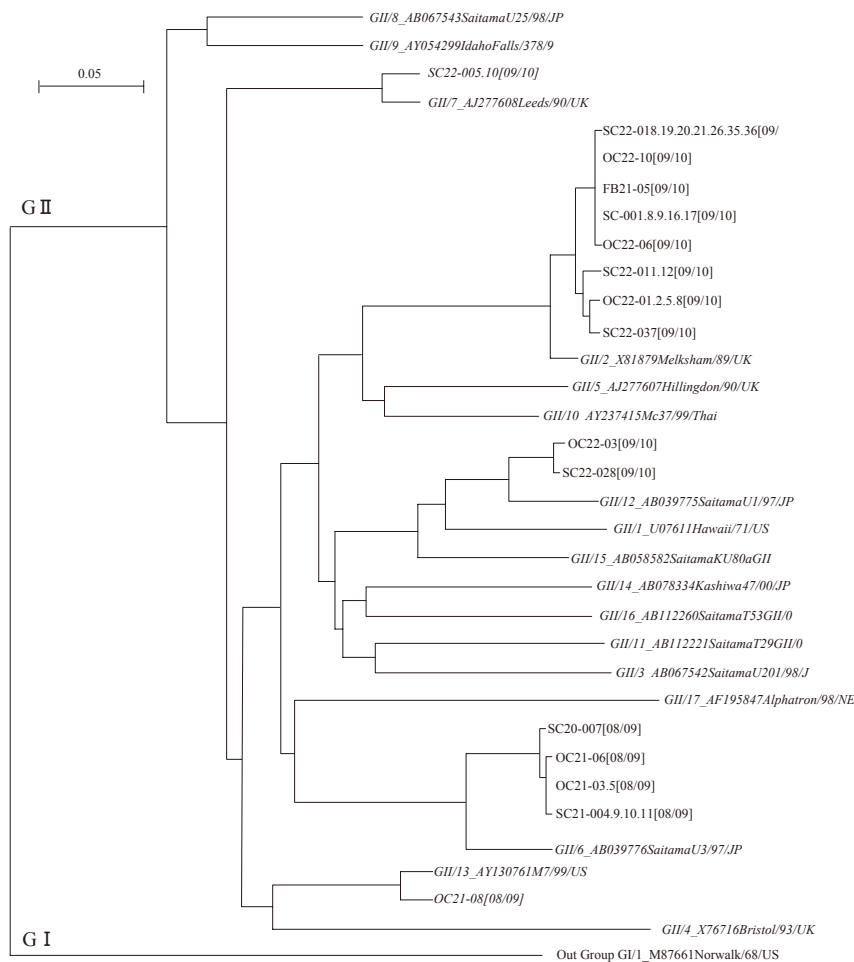 GII/8_AB067543SaitamaU25/98/JP
GII/9_AY054299IdahoFalls/378/9
0.05
SC22-005.10[09/10]
GII/7_AJ277608Leeds/90/UK
SC22-018.19.20.21.26.35.36[09/
OC22-10[09/10]
FB21-05[09/10]
GⅡ
SC-001.8.9.16.17[09/10]
OC22-06[09/10]
SC22-011.12[09/10]
OC22-01.2.5.8[09/10]
SC22-037[09/10]
GII/2_X81879Melksham/89/UK
GII/5_AJ277607Hillingdon/90/UK
GII/10_AY237415Mc37/99/Thai
OC22-03[09/10]
SC22-028[09/10]
GII/12_AB039775SaitamaU1/97/JP
GII/1_U07611Hawaii/71/US
GII/15_AB058582SaitamaKU80aGII
GII/14_AB078334Kashiwa47/00/JP
GII/16_AB112260SaitamaT53GII/0
GII/11_AB112221SaitamaT29GII/0
GII/3_AB067542SaitamaU201/98/J
GII/17_AF195847Alphatron/98/NE
SC20-007[08/09]
OC21-06[08/09]
OC21-03.5[08/09]
SC21-004.9.10.11[08/09]
GII/6_AB039776SaitamaU3/97/JP
GII/13_AY130761M7/99/US
OC21-08[08/09]
GII/4_X76716Bristol/93/UK
GⅠ
Out Group GI/1_M87661Norwalk/68/US